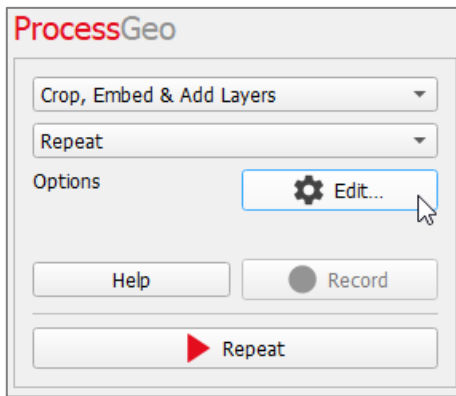 ProcessGeo
Crop, Embed & Add Layers
Repeat
Options
Edit...
Help
Record
Repeat